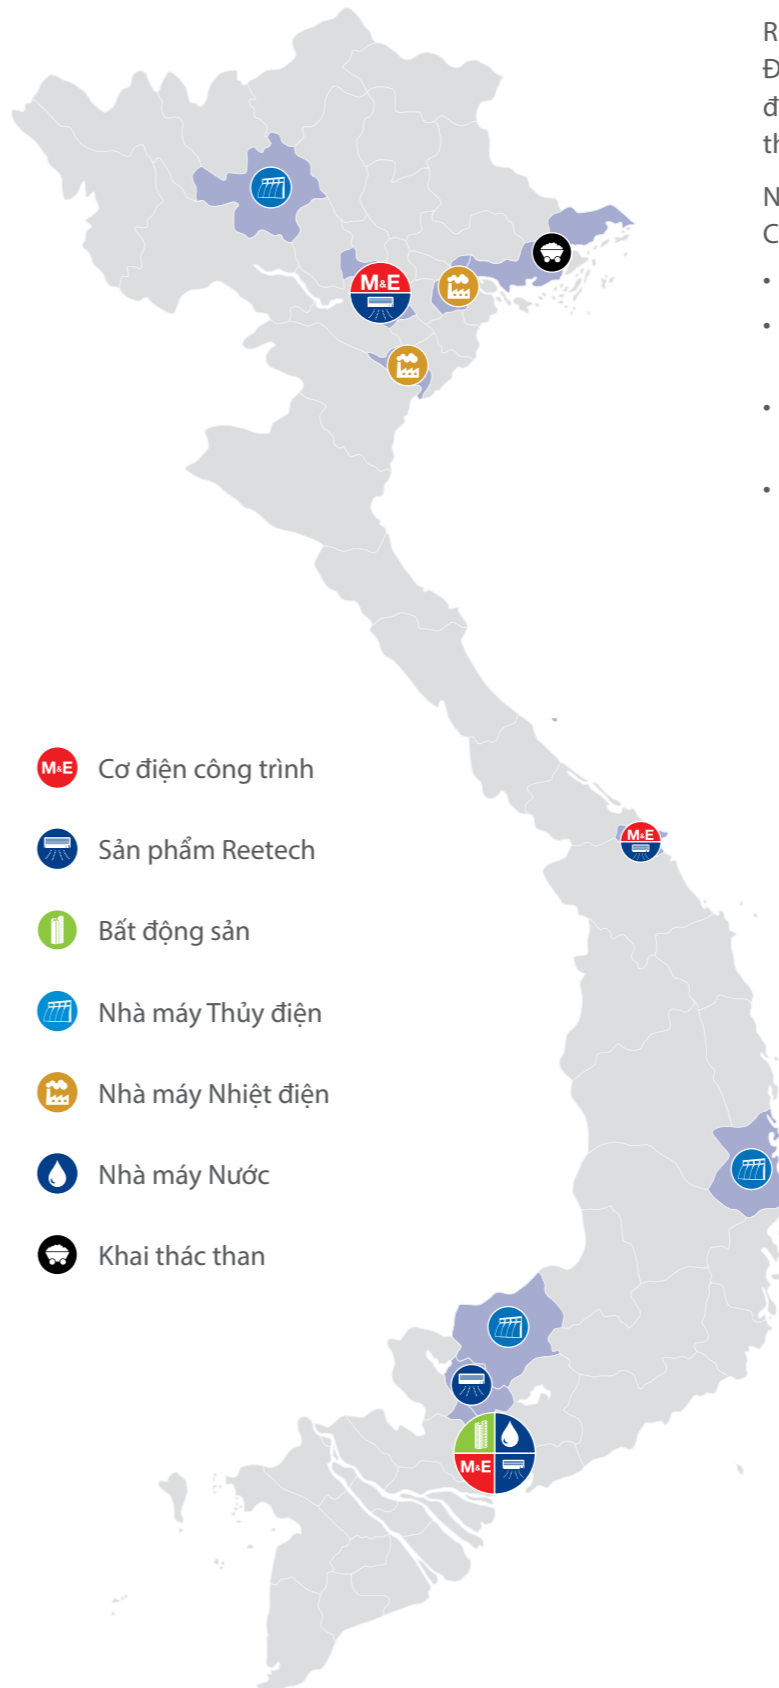 R
Đ
đ
th
N
C
•
•
•
•
M&E
M&E
M&E Cơ điện công trình
Sản phẩm Reetech
Bất động sản
Nhà máy Thủy điện
Nhà máy Nhiệt điện
Nhà máy Nước
Khai thác than
M&E